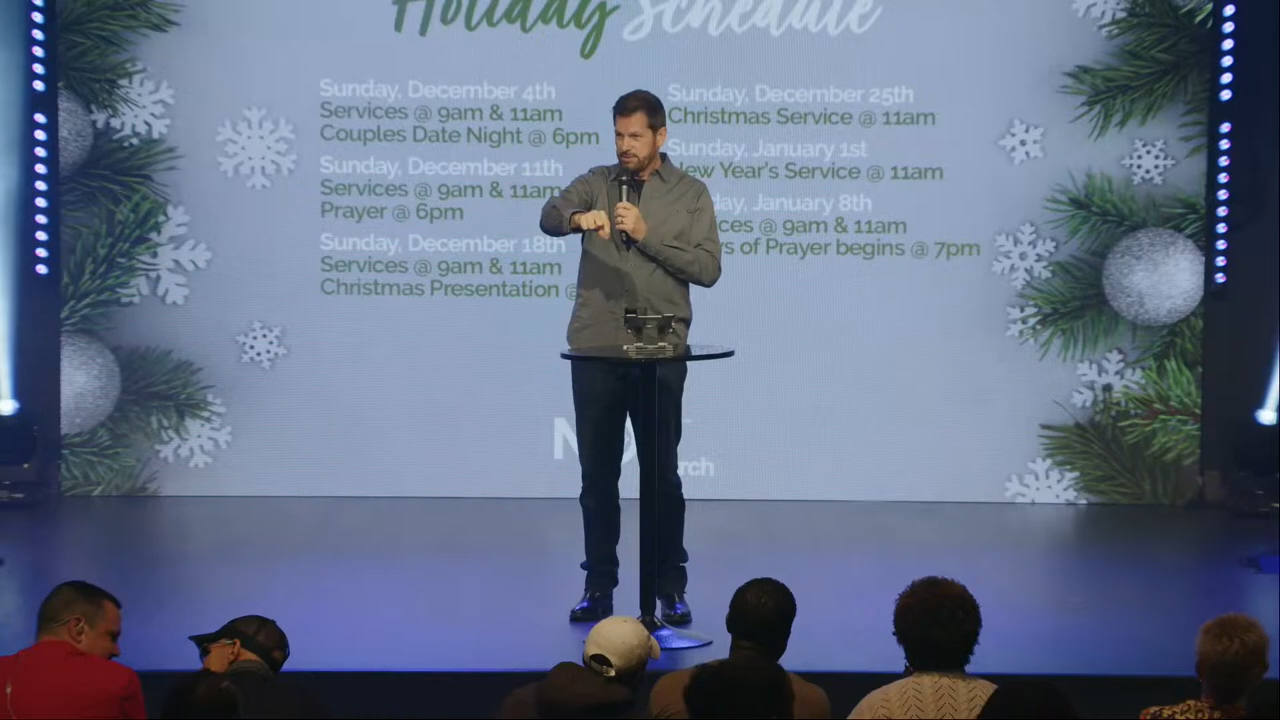 Holiday Schedule
Sunday, December 4th
Services @ 9am & 11am
Couples Date Night @ 6pm
Sunday, December 11th
Services @ 9am & 11am
Prayer @ 6pm
Sunday, December 18th
Services @ 9am & 11am
Christmas Presentation @
Sunday, December 25th
Christmas Service @ 11am
Sunday, January 1st
New Year's Service @ 11am
January 8th
@ 9am & 11am
of Prayer begins @ 7pm